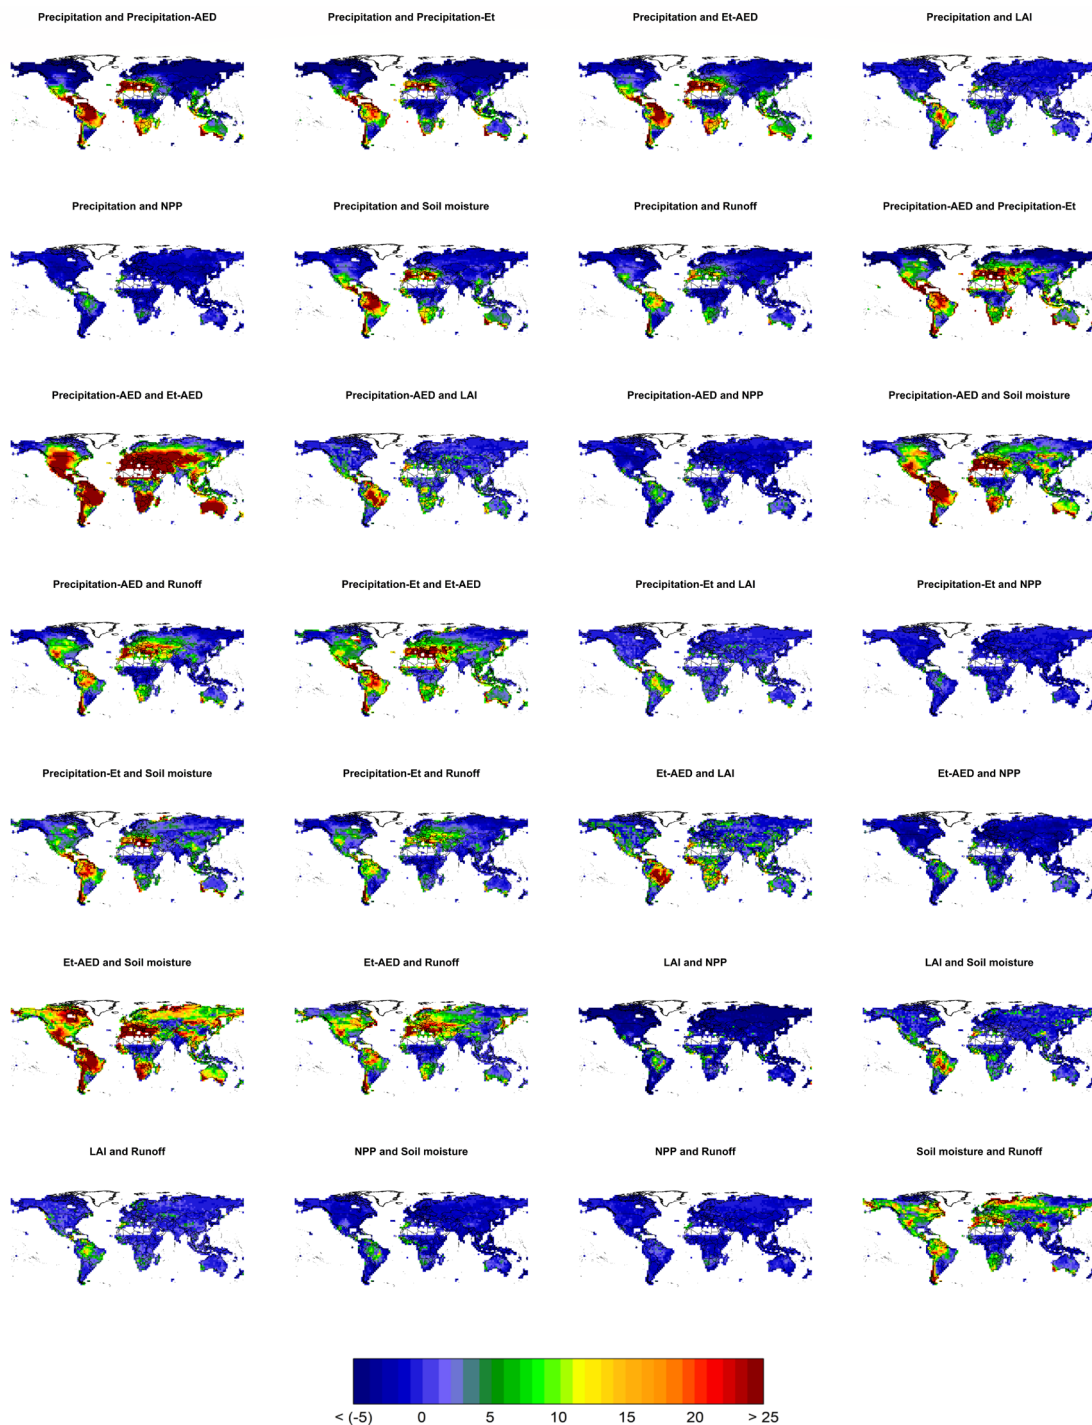 Precipitation and Precipitation-AED
Precipitation and Precipitation-Et
Precipitation and Et-AED
Precipitation and LAI
Precipitation and NPP
Precipitation and Soil moisture
Precipitation and Runoff
Precipitation-AED and Precipitation-Et
Precipitation-AED and Et-AED
Precipitation-AED and LAI
Precipitation-AED and NPP
Precipitation-AED and Soil moisture
Precipitation-AED and Runoff
Precipitation-Et and Et-AED
Precipitation-Et and LAI
Precipitation-Et and NPP
Precipitation-Et and Soil moisture
Precipitation-Et and Runoff
Et-AED and LAI
Et-AED and NPP
Et-AED and Soil moisture
Et-AED and Runoff
LAI and NPP
LAI and Soil moisture
LAI and Runoff
NPP and Soil moisture
NPP and Runoff
Soil moisture and Runoff
< (-5) 0 5 10 15 20 > 25